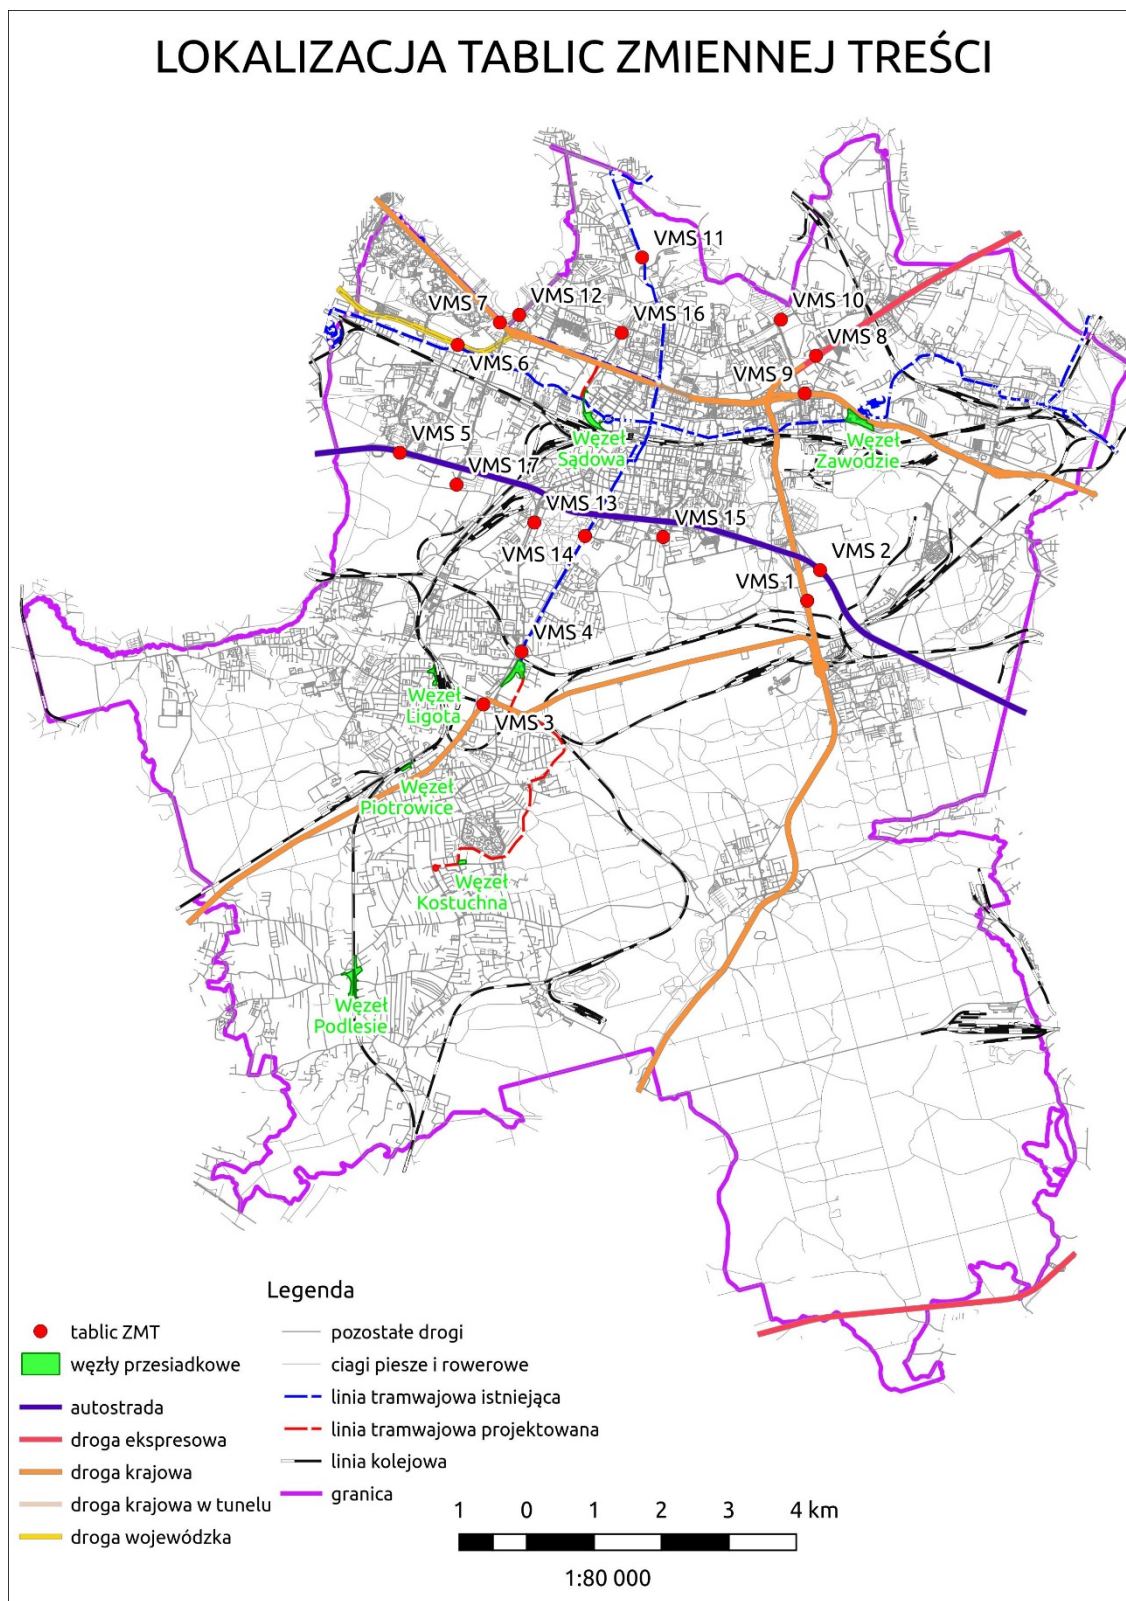 LOKALIZACJA TABLIC ZMIENNEJ TREŚCI
VMS 11
VMS 7
VMS 12
VMS 16
VMS 10
VMS 8
VMS 6
VMS 9
VMS 5
VMS 17
Węzeł
Sądowa
Węzeł
Zawodzie
VMS 13
VMS 15
VMS 14
VMS 2
VMS 1
VMS 4
Węzeł
Ligota
VMS 3
Węzeł
Piotrowice
Węzeł
Kostuchna
Węzeł
Podlesie
Legenda
tablic ZMT
węzły przesiadkowe
autostrada
droga ekspresowa
droga krajowa
droga krajowa w tunelu
droga wojewódzka
pozostałe drogi
ciagi piesze i rowerowe
linia tramwajowa istniejąca
linia tramwajowa projektowana
linia kolejowa
granica
1 0 1 2 3 4 km
1:80 000